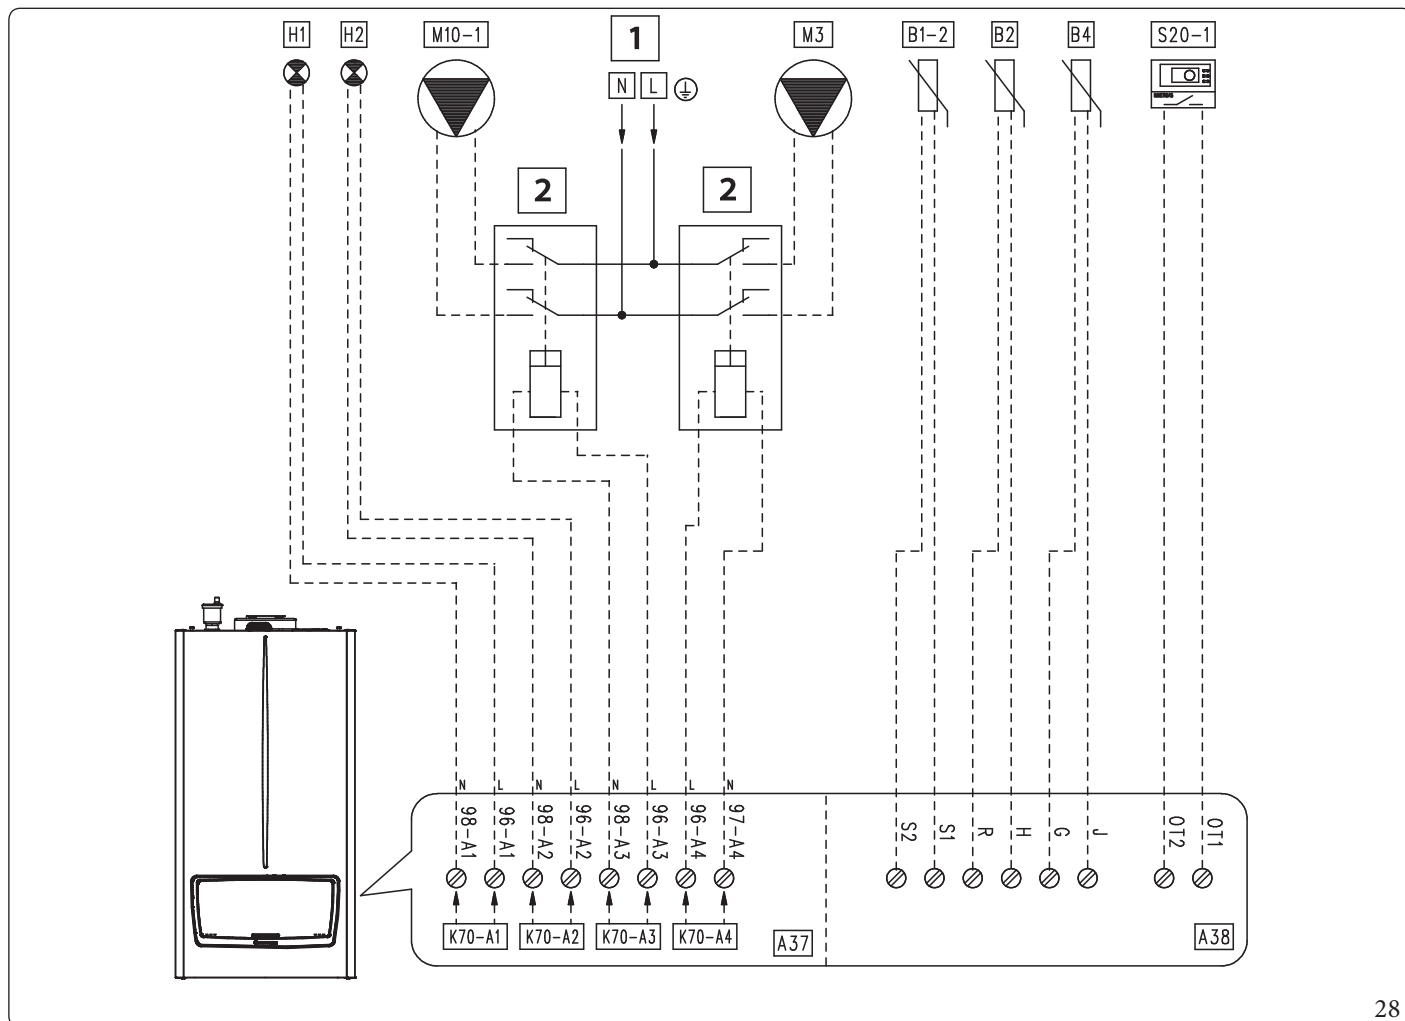 H1 H2 M10-1 1 M3 B1-2 B2 B4 S20-1
N L
2 2
N L N L N L L N
98-A1 96-A1 98-A2 96-A2 98-A3 96-A3 96-A4 97-A4 S2 S1 R H G J OT2 OT1
K70-A1 K70-A2 K70-A3 K70-A4 A37 A38
28